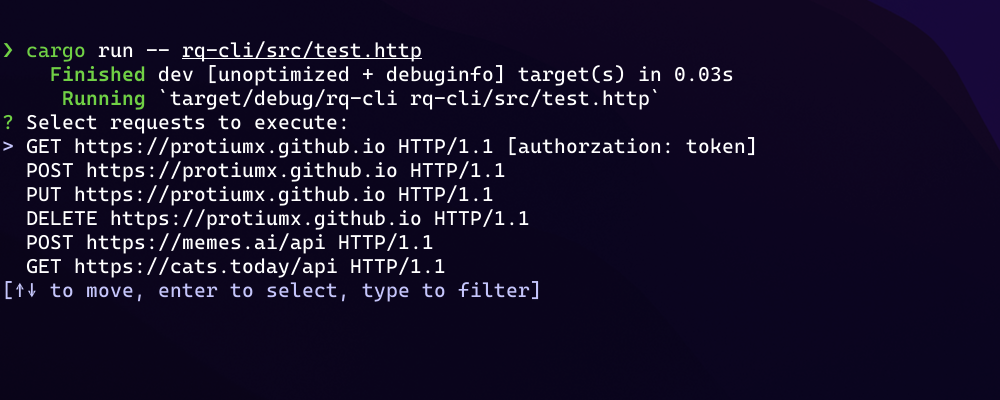 ❯ cargo run -- rq-cli/src/test.http
Finished dev [unoptimized + debuginfo] target(s) in 0.03s
Running `target/debug/rq-cli rq-cli/src/test.http`
? Select requests to execute:
> GET https://protiumx.github.io HTTP/1.1 [authorzation: token]
POST https://protiumx.github.io HTTP/1.1
PUT https://protiumx.github.io HTTP/1.1
DELETE https://protiumx.github.io HTTP/1.1
POST https://memes.ai/api HTTP/1.1
GET https://cats.today/api HTTP/1.1
[↑↓ to move, enter to select, type to filter]